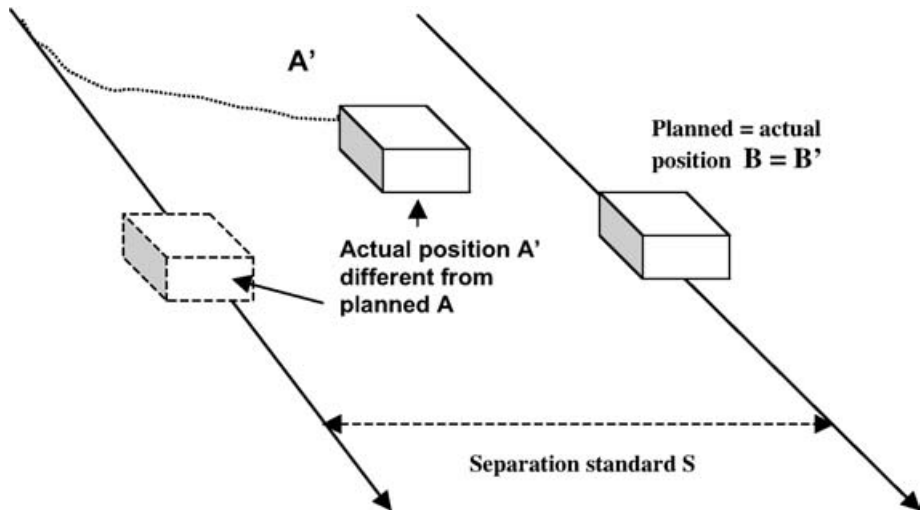 A’
Planned = actual
position B = B’
Actual position A’
different from
planned A
Separation standard S